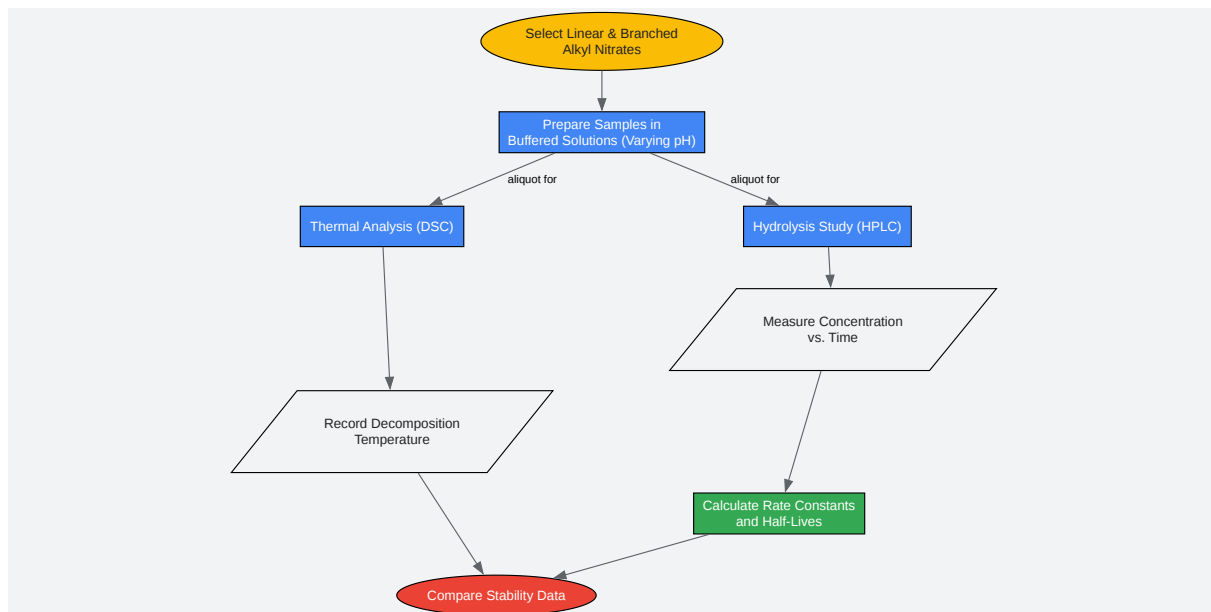 Select Linear & Branched
Alkyl Nitrates
Prepare Samples in
Buffered Solutions (Varying pH)
aliquot for
aliquot for
Thermal Analysis (DSC)
Hydrolysis Study (HPLC)
Measure Concentration
vs. Time
Record Decomposition
Temperature
Calculate Rate Constants
and Half-Lives
Compare Stability Data